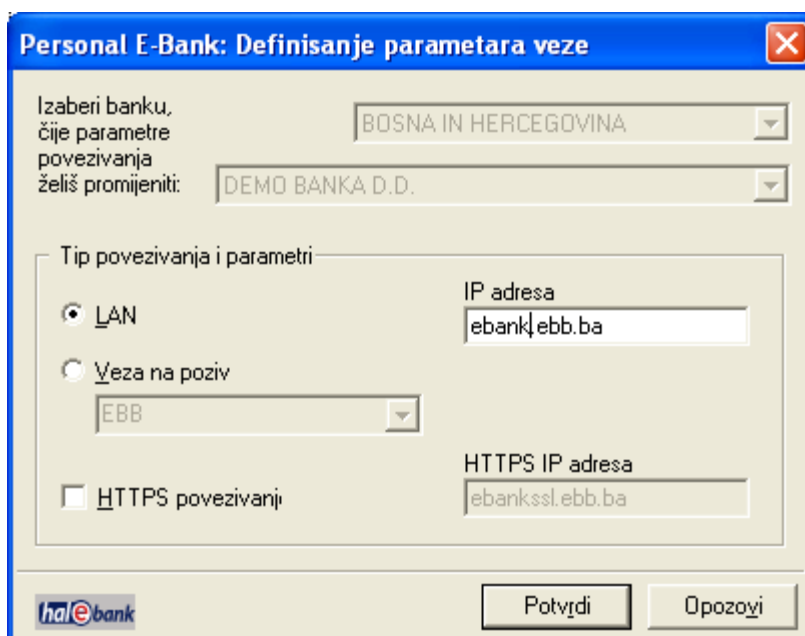 Personal E-Bank: Definisanje parametara veze
Izaberi banku,
čije parametre
povezivanja
želiš promijeniti:
BOSNA IN HERCEGOVINA
DEMO BANKA D.D.
Tip povezivanja i parametri
LAN
IP adresa
ebank.ebb.ba
Veza na poziv
EBB
HTTPS povezivanje
HTTPS IP adresa
ebankssl.ebb.ba
hal@bank
Potvrdi
Opozovi